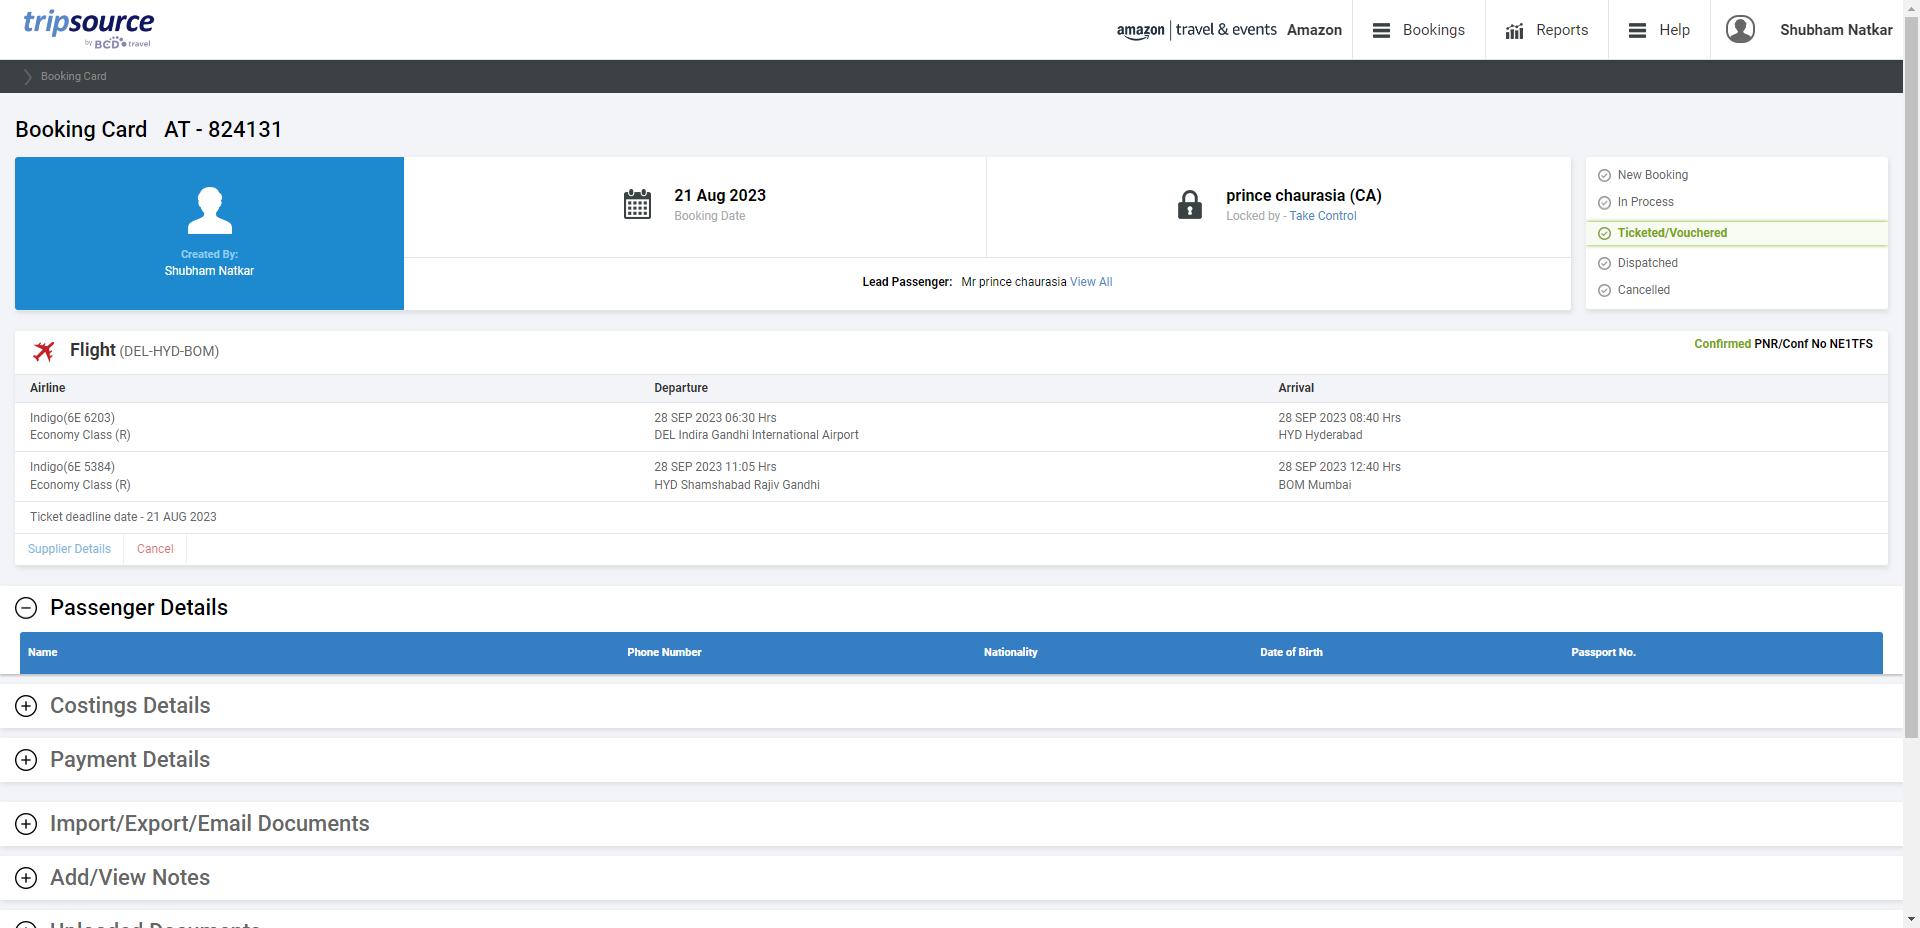 tripsource
by BCD travel
amazon | travel & events Amazon
Bookings
Reports
Help
Shubham Natkar
Booking Card
Booking Card AT - 824131
Created By:
Shubham Natkar
21 Aug 2023
Booking Date
prince chaurasia (CA)
Locked by - Take Control
Lead Passenger: Mr prince chaurasia View All
New Booking
In Process
Ticketed/Vouchered
Dispatched
Cancelled
Flight (DEL-HYD-BOM)
Confirmed PNR/Conf No NE1TFS
Airline Departure Arrival
Indigo(6E 6203) 28 SEP 2023 06:30 Hrs 28 SEP 2023 08:40 Hrs
Economy Class (R) DEL Indira Gandhi International Airport HYD Hyderabad
Indigo(6E 5384) 28 SEP 2023 11:05 Hrs 28 SEP 2023 12:40 Hrs
Economy Class (R) HYD Shamshabad Rajiv Gandhi BOM Mumbai
Ticket deadline date - 21 AUG 2023
Supplier Details Cancel
Passenger Details
Name Phone Number Nationality Date of Birth Passport No.
Costings Details
Payment Details
Import/Export/Email Documents
Add/View Notes
Uploaded Documents